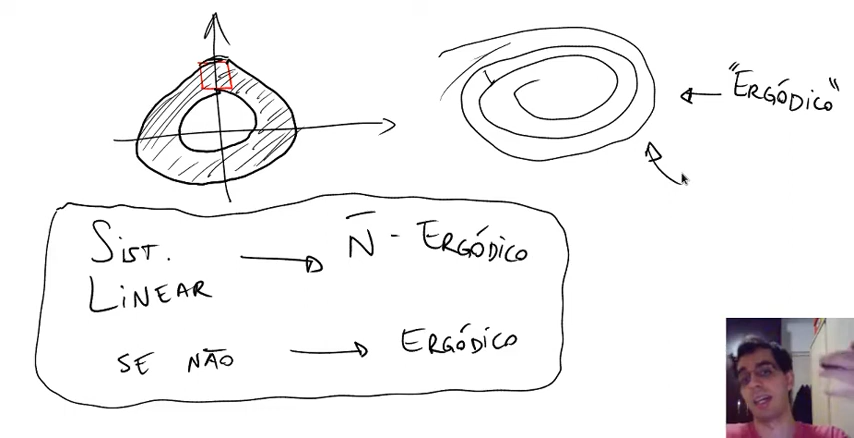 "ERGÓDICO"
SIST. LINEAR → N̄ - ERGÓDICO
SE NÃO → ERGÓDICO